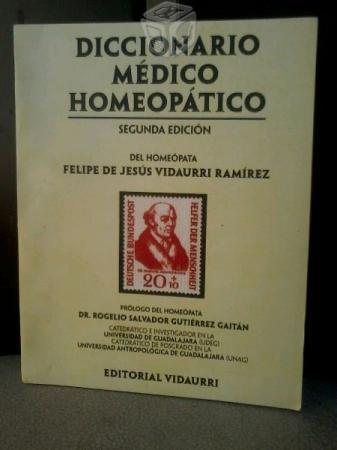 DICCIONARIO
MÉDICO
HOMEOPÁTICO
SEGUNDA EDICIÓN
DEL HOMEÓPATA
FELIPE DE JESÚS VIDAURRI RAMÍREZ
DEUTSCHE BUNDESPOST
HELFER DER MENSCHHEIT
20+10
PRÓLOGO DEL HOMEÓPATA
DR. ROGELIO SALVADOR GUTIÉRREZ GAITÁN
CATEDRÁTICO E INVESTIGADOR EN LA
UNIVERSIDAD DE GUADALAJARA (UDEG)
CATEDRÁTICO DE POSGRADO EN LA
UNIVERSIDAD ANTROPOLÓGICA DE GUADALAJARA (UNAG)
EDITORIAL VIDAURRI